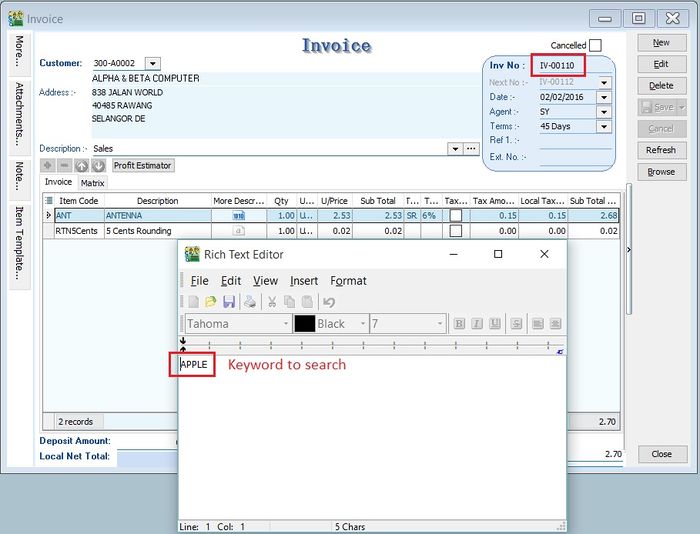 Invoice
Invoice
Cancelled
More...
Attachments...
Note...
Item Template...
Customer: 300-A0002
ALPHA & BETA COMPUTER
Address :- 838 JALAN WORLD
40485 RAWANG
SELANGOR DE
Description :- Sales
Inv No : IV-00110
Next No :- IV-00112
Date :- 02/02/2016
Agent :- SY
Terms :- 45 Days
Ref 1. :-
Ext. No. :-
New
Edit
Delete
Save
Cancel
Refresh
Browse
Profit Estimator
Invoice Matrix
Item Code Description More Descr... Qty U... U/Price Sub Total T... T... Tax... Tax Amo... Local Tax... Sub Total ...
ANT ANTENNA 1.00 U... 2.53 2.53 SR 6% 0.15 0.15 2.68
RTN5Cents 5 Cents Rounding 1.00 U... 0.02 0.02 0.00 0.00 0.02
Rich Text Editor
File Edit View Insert Format
Tahoma Black 7
B I U S
APPLE Keyword to search
Line: 1 Col: 1 5 Chars
2 records 2.70
Deposit Amount:
Local Net Total: 2.70
Close